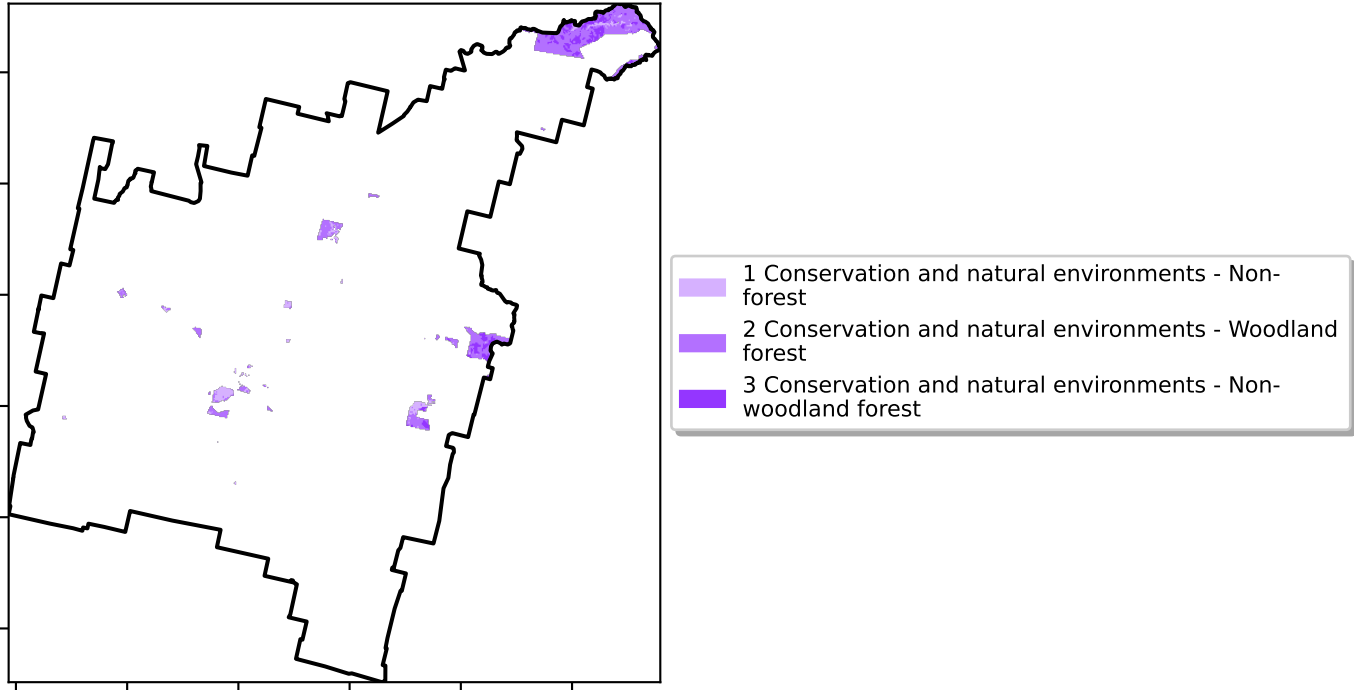 1 Conservation and natural environments - Non-
forest
2 Conservation and natural environments - Woodland
forest
3 Conservation and natural environments - Non-
woodland forest